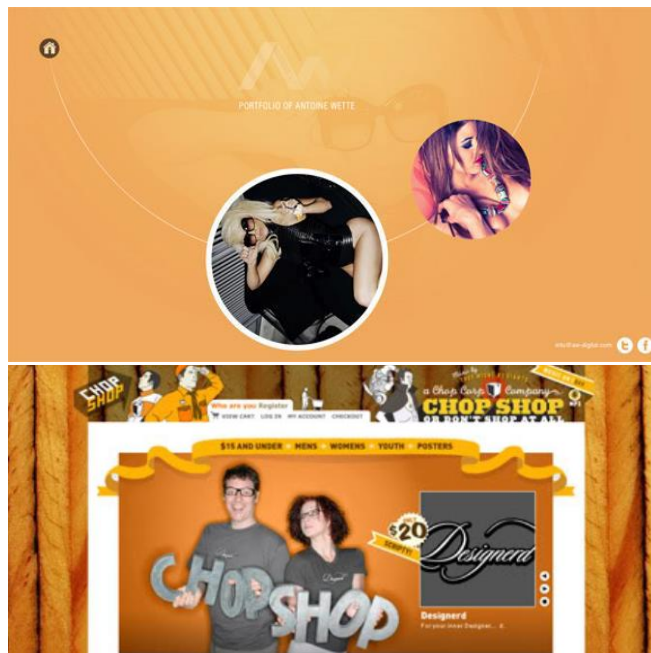 PORTFOLIO OF ANTOINE WETTE
CHOP
SHOP
Who are you Register
VIEW CART LOG IN MY ACCOUNT CHECKOUT
a Chop Corp Company
CHOP SHOP
OR DON'T SHOP AT ALL
$15 AND UNDER MENS WOMENS YOUTH POSTERS
$20
SCRIPTY!
Designerd
CHOPSHOP
Designerd
Designerd
For your inner Designer...